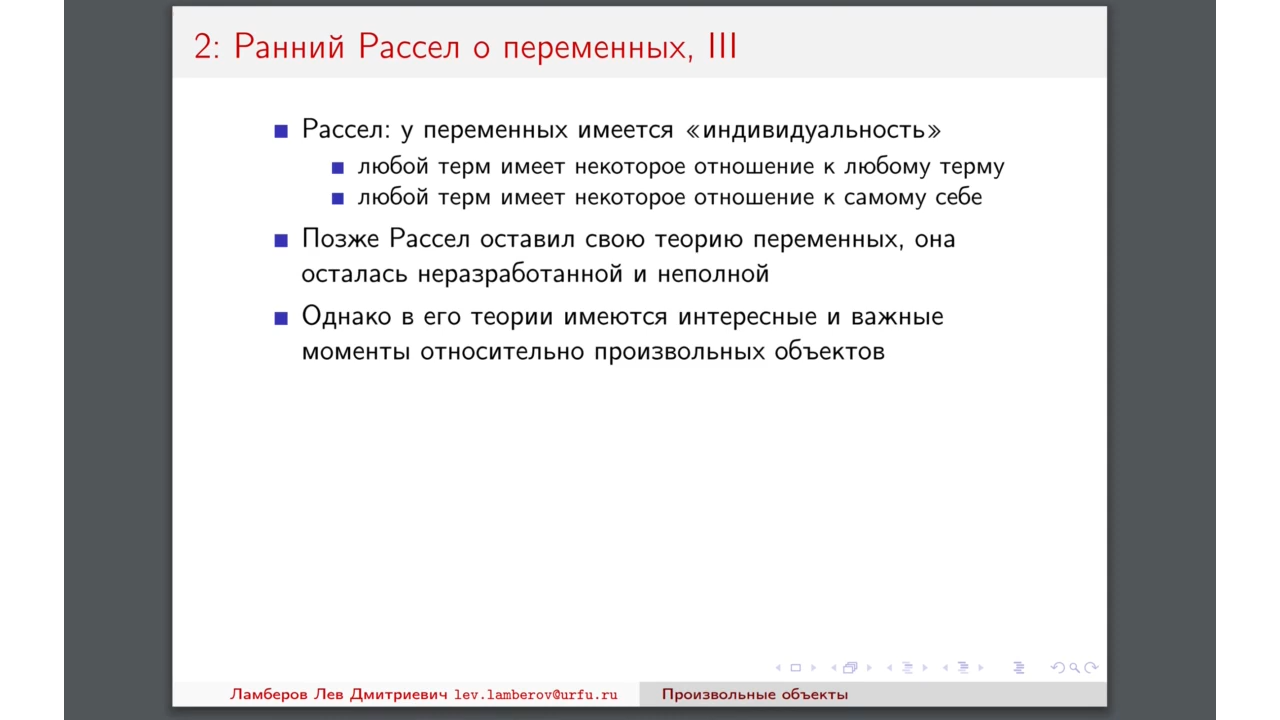 2: Ранний Рассел о переменных, III
Рассел: у переменных имеется «индивидуальность»
любой терм имеет некоторое отношение к любому терму
любой терм имеет некоторое отношение к самому себе
Позже Рассел оставил свою теорию переменных, она
осталась неразработанной и неполной
Однако в его теории имеются интересные и важные
моменты относительно произвольных объектов
Ламберов Лев Дмитриевич lev.lamberov@urfu.ru
Произвольные объекты